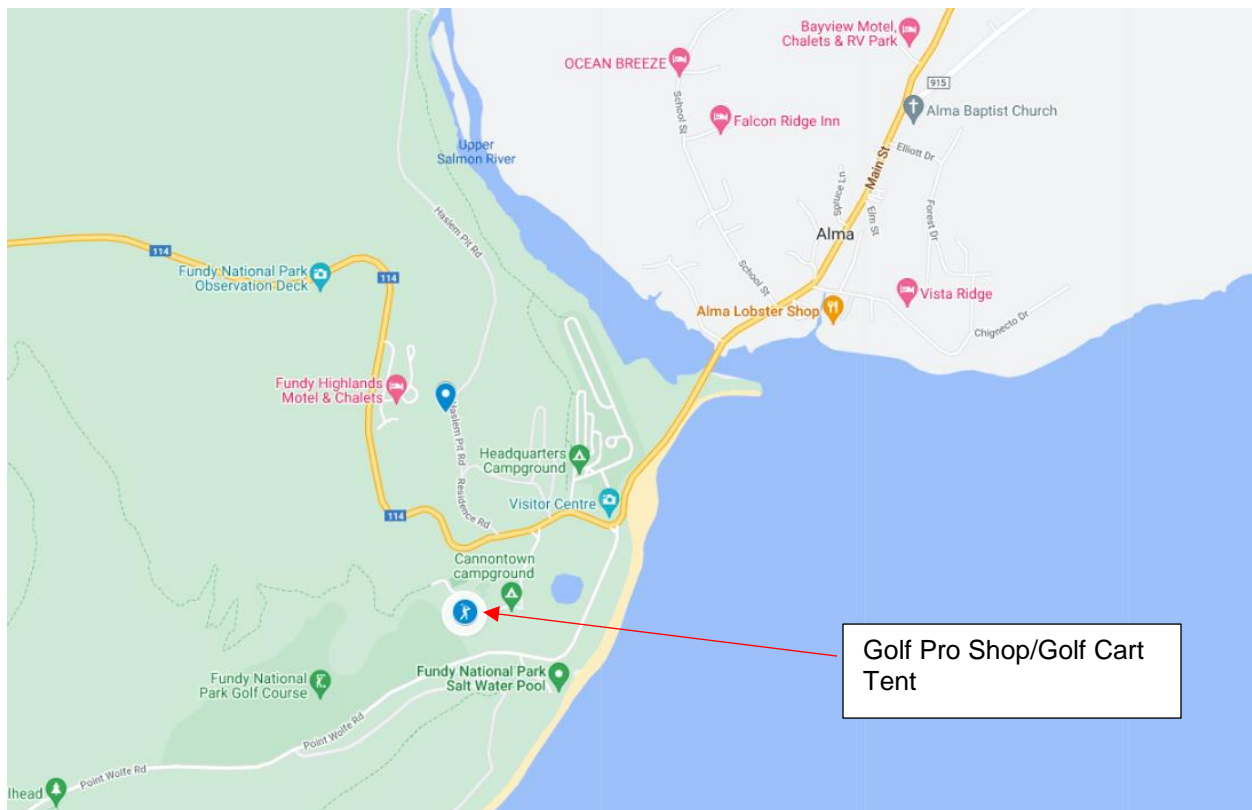 Bayview Motel,
Chalets & RV Park
OCEAN BREEZE
915
School St
Falcon Ridge Inn
Alma Baptist Church
Upper
Salmon River
Main St
Elliott Dr
Spruce Ln
Elm St
Forest Dr
Haslem Pit Rd
Alma
114
Fundy National Park
Observation Deck
114
School St
Vista Ridge
Alma Lobster Shop
Chignecto Dr
Fundy Highlands
Motel & Chalets
Haslem Pit Rd
Headquarters
Campground
Visitor Centre
Residence Rd
114
Cannontown
campground
Golf Pro Shop/Golf Cart
Tent
Fundy National
Park Golf Course
Fundy National Park
Salt Water Pool
Point Wolfe Rd
Point Wolfe Rd
lhead